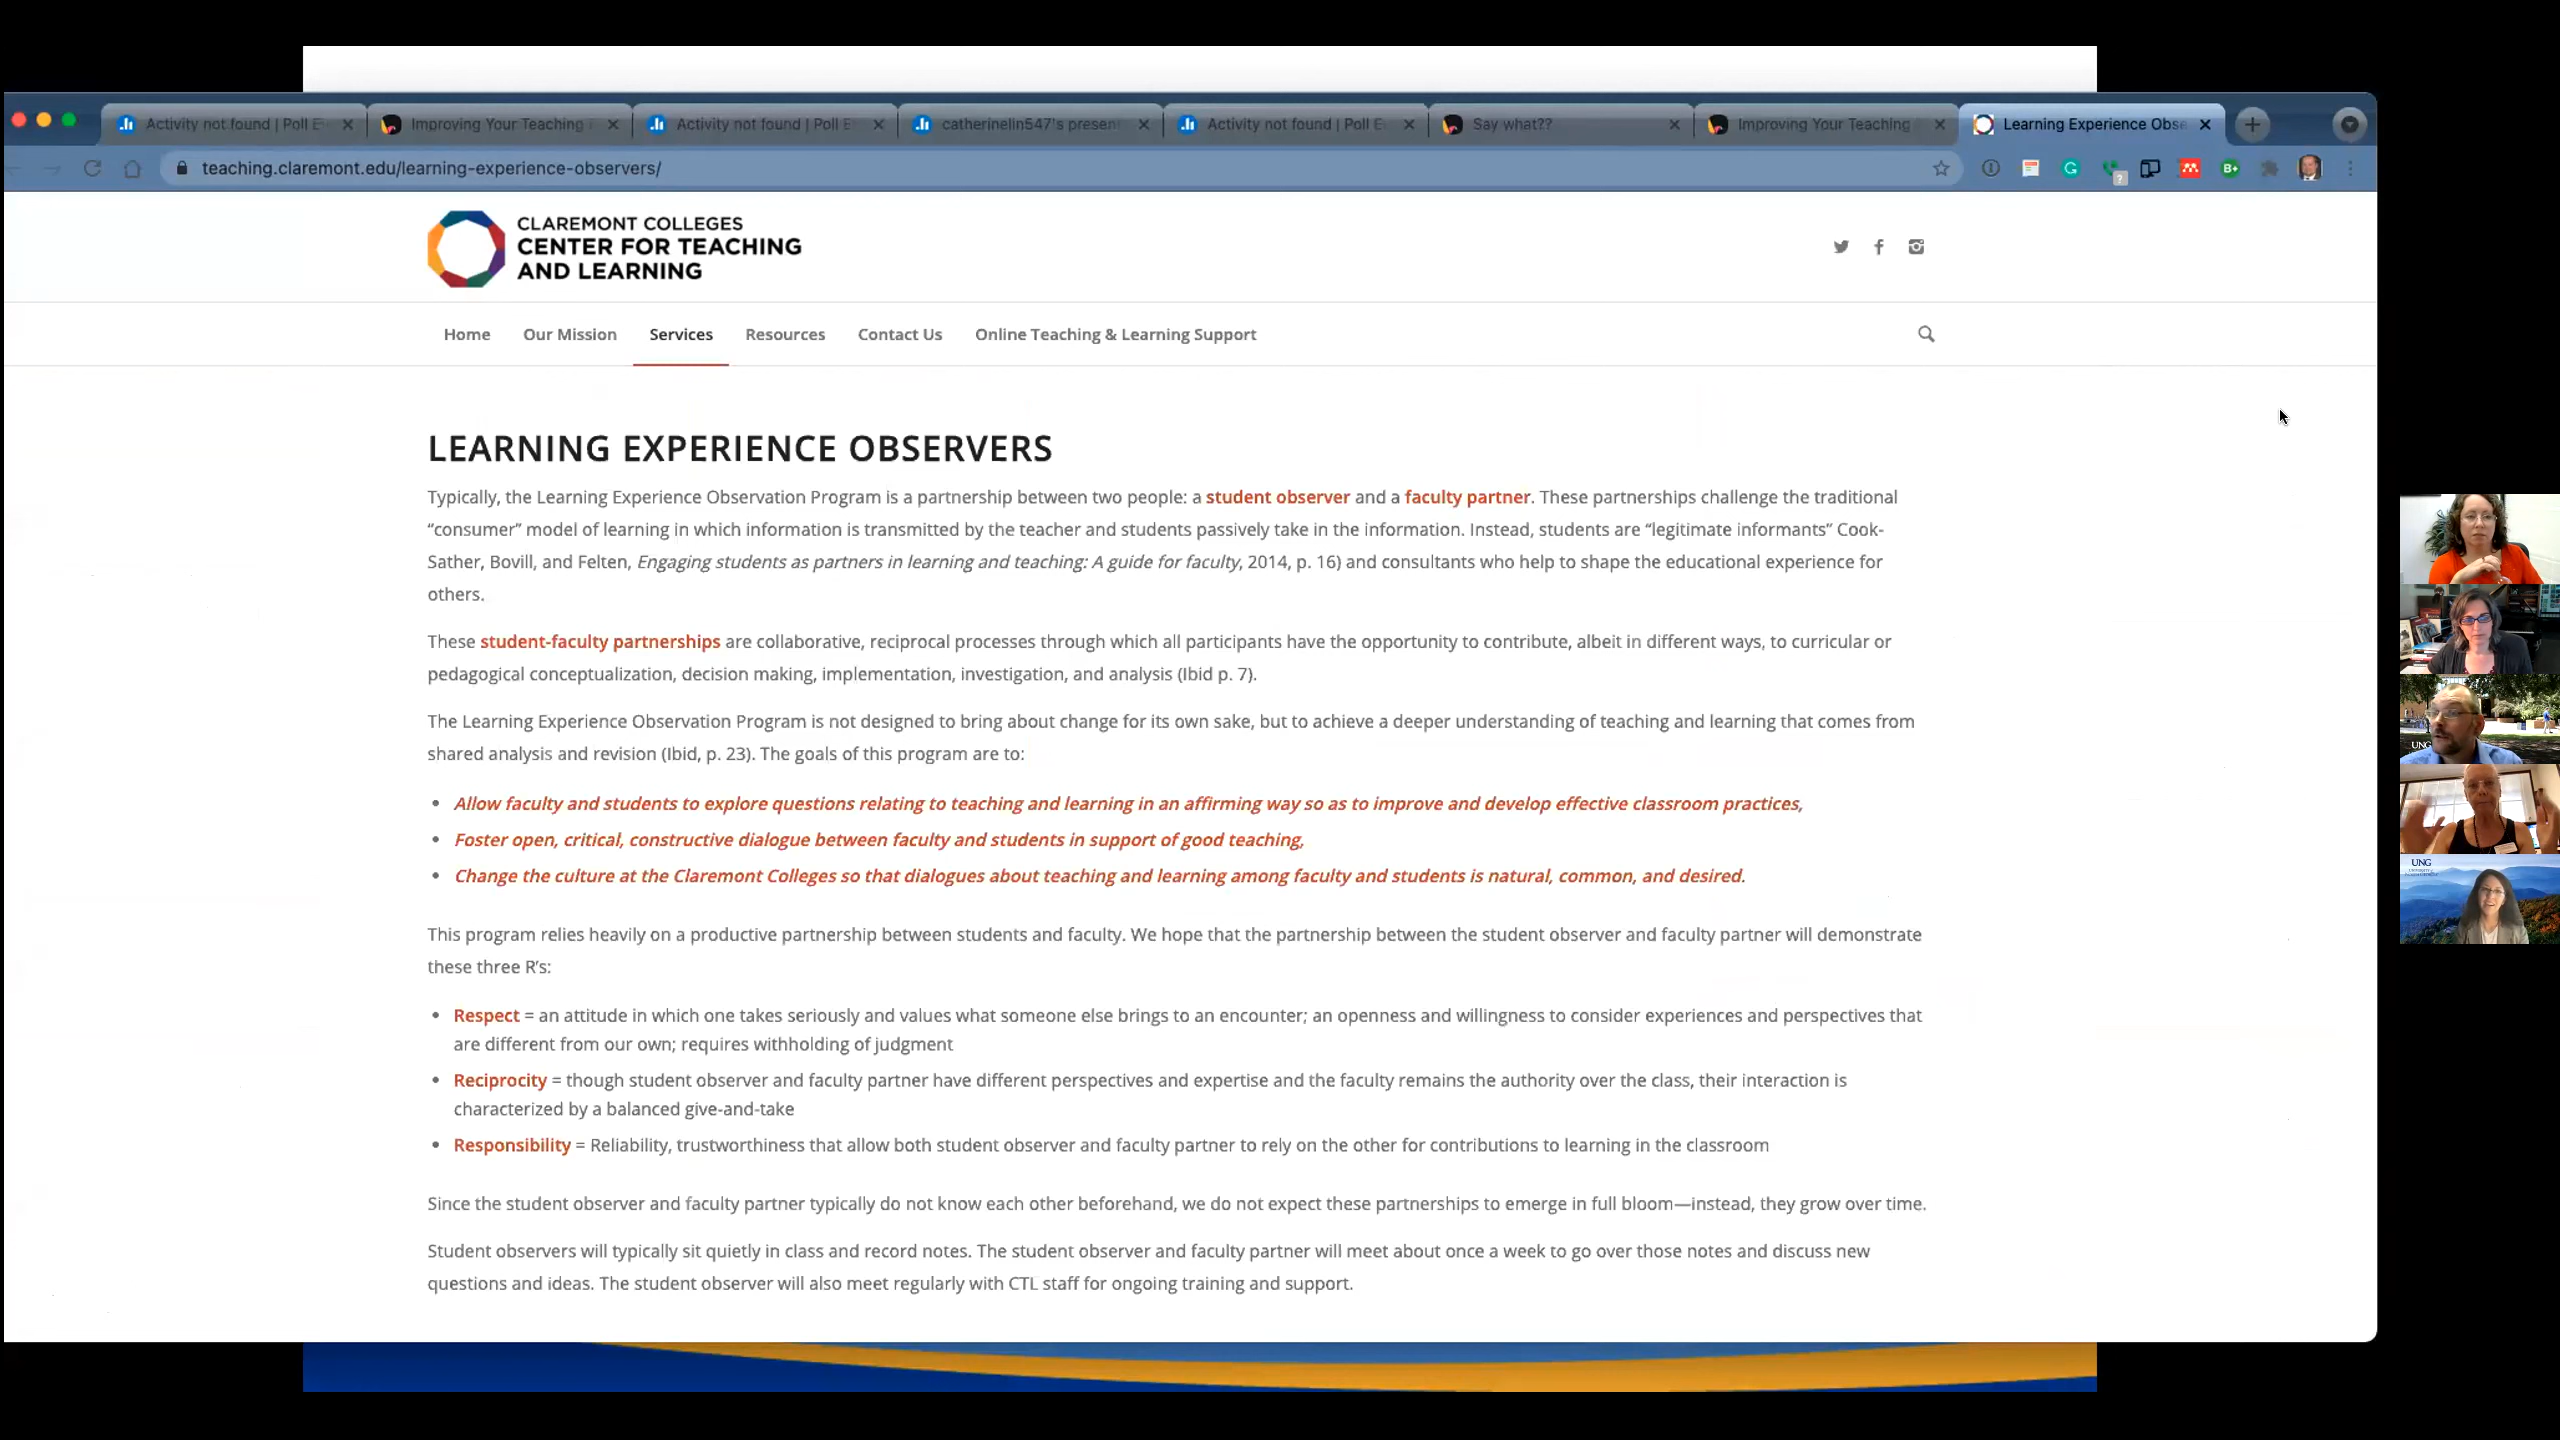 Activity not found | Poll E
Improving Your Teaching
Activity not found | Poll E
catherinelin547's presen
Activity not found | Poll E
Say what??
Improving Your Teaching
Learning Experience Obse
teaching.claremont.edu/learning-experience-observers/
CLAREMONT COLLEGES
CENTER FOR TEACHING
AND LEARNING
Home Our Mission Services Resources Contact Us Online Teaching & Learning Support
LEARNING EXPERIENCE OBSERVERS
Typically, the Learning Experience Observation Program is a partnership between two people: a student observer and a faculty partner. These partnerships challenge the traditional
“consumer” model of learning in which information is transmitted by the teacher and students passively take in the information. Instead, students are “legitimate informants” Cook-
Sather, Bovill, and Felten, Engaging students as partners in learning and teaching: A guide for faculty, 2014, p. 16) and consultants who help to shape the educational experience for
others.
These student-faculty partnerships are collaborative, reciprocal processes through which all participants have the opportunity to contribute, albeit in different ways, to curricular or
pedagogical conceptualization, decision making, implementation, investigation, and analysis (Ibid p. 7).
The Learning Experience Observation Program is not designed to bring about change for its own sake, but to achieve a deeper understanding of teaching and learning that comes from
shared analysis and revision (Ibid, p. 23). The goals of this program are to:
• Allow faculty and students to explore questions relating to teaching and learning in an affirming way so as to improve and develop effective classroom practices,
• Foster open, critical, constructive dialogue between faculty and students in support of good teaching,
• Change the culture at the Claremont Colleges so that dialogues about teaching and learning among faculty and students is natural, common, and desired.
This program relies heavily on a productive partnership between students and faculty. We hope that the partnership between the student observer and faculty partner will demonstrate
these three R’s:
• Respect = an attitude in which one takes seriously and values what someone else brings to an encounter; an openness and willingness to consider experiences and perspectives that
are different from our own; requires withholding of judgment
• Reciprocity = though student observer and faculty partner have different perspectives and expertise and the faculty remains the authority over the class, their interaction is
characterized by a balanced give-and-take
• Responsibility = Reliability, trustworthiness that allow both student observer and faculty partner to rely on the other for contributions to learning in the classroom
Since the student observer and faculty partner typically do not know each other beforehand, we do not expect these partnerships to emerge in full bloom—instead, they grow over time.
Student observers will typically sit quietly in class and record notes. The student observer and faculty partner will meet about once a week to go over those notes and discuss new
questions and ideas. The student observer will also meet regularly with CTL staff for ongoing training and support.
UNG
UNG